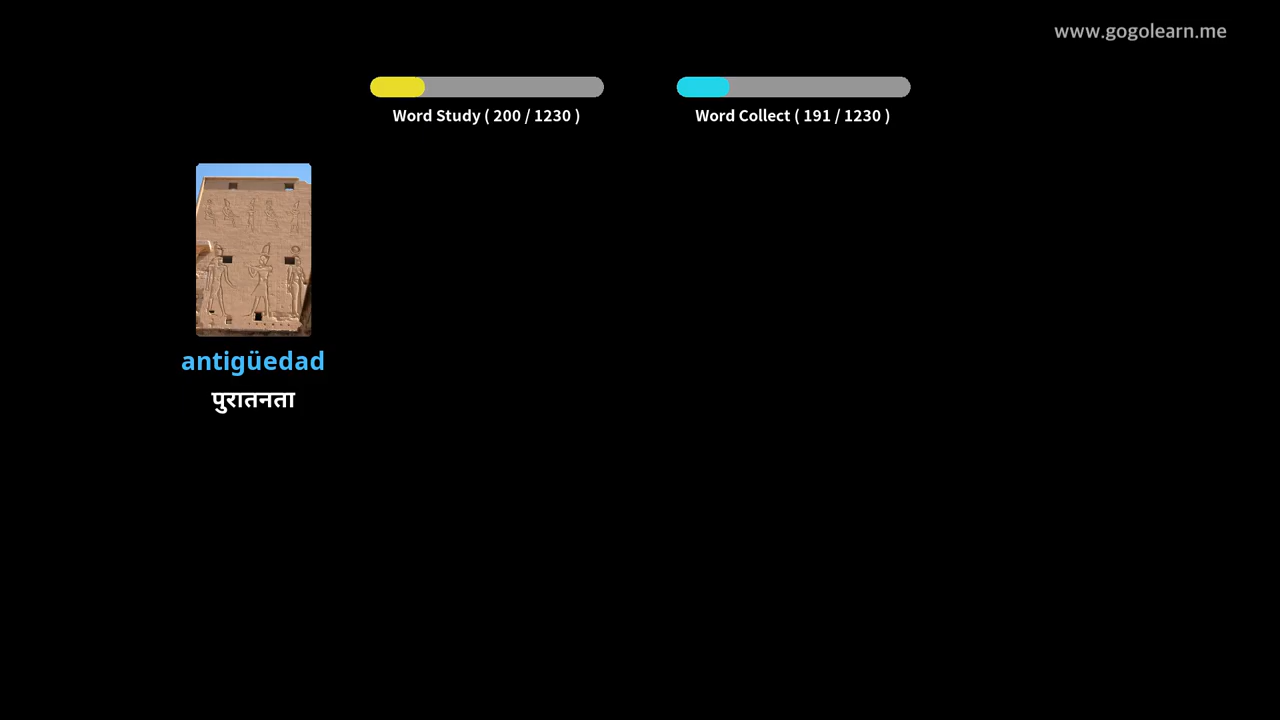 www.gogolearn.me
Word Study ( 200 / 1230 )
Word Collect ( 191 / 1230 )
antigüedad
पुरातनता